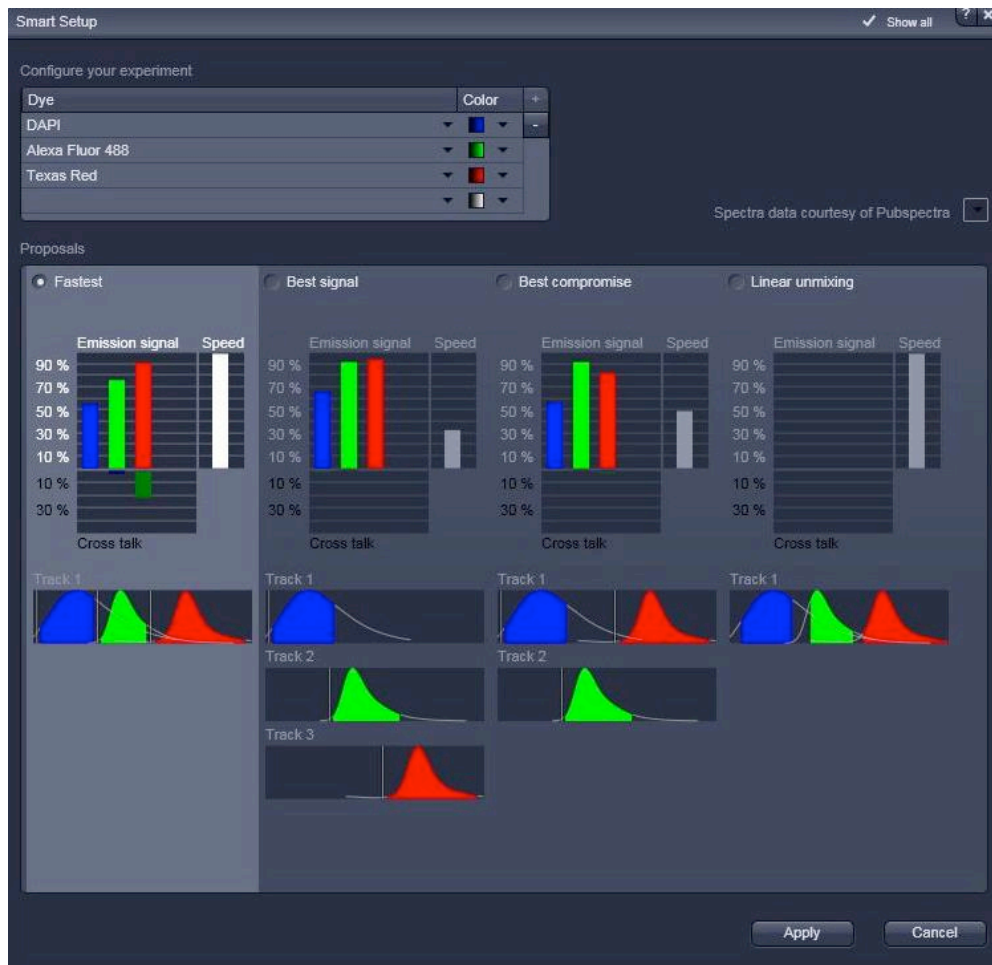 Smart Setup ✓ Show all ? x
Configure your experiment
Dye Color +
DAPI -
Alexa Fluor 488
Texas Red
Spectra data courtesy of Pubspectra
Proposals
Fastest
Emission signal Speed
90 %
70 %
50 %
30 %
10 %
10 %
30 %
Cross talk
Track 1
Best signal
Emission signal Speed
90 %
70 %
50 %
30 %
10 %
10 %
30 %
Cross talk
Track 1
Track 2
Track 3
Best compromise
Emission signal Speed
90 %
70 %
50 %
30 %
10 %
10 %
30 %
Cross talk
Track 1
Track 2
Linear unmixing
Emission signal Speed
90 %
70 %
50 %
30 %
10 %
10 %
30 %
Cross talk
Track 1
Apply Cancel